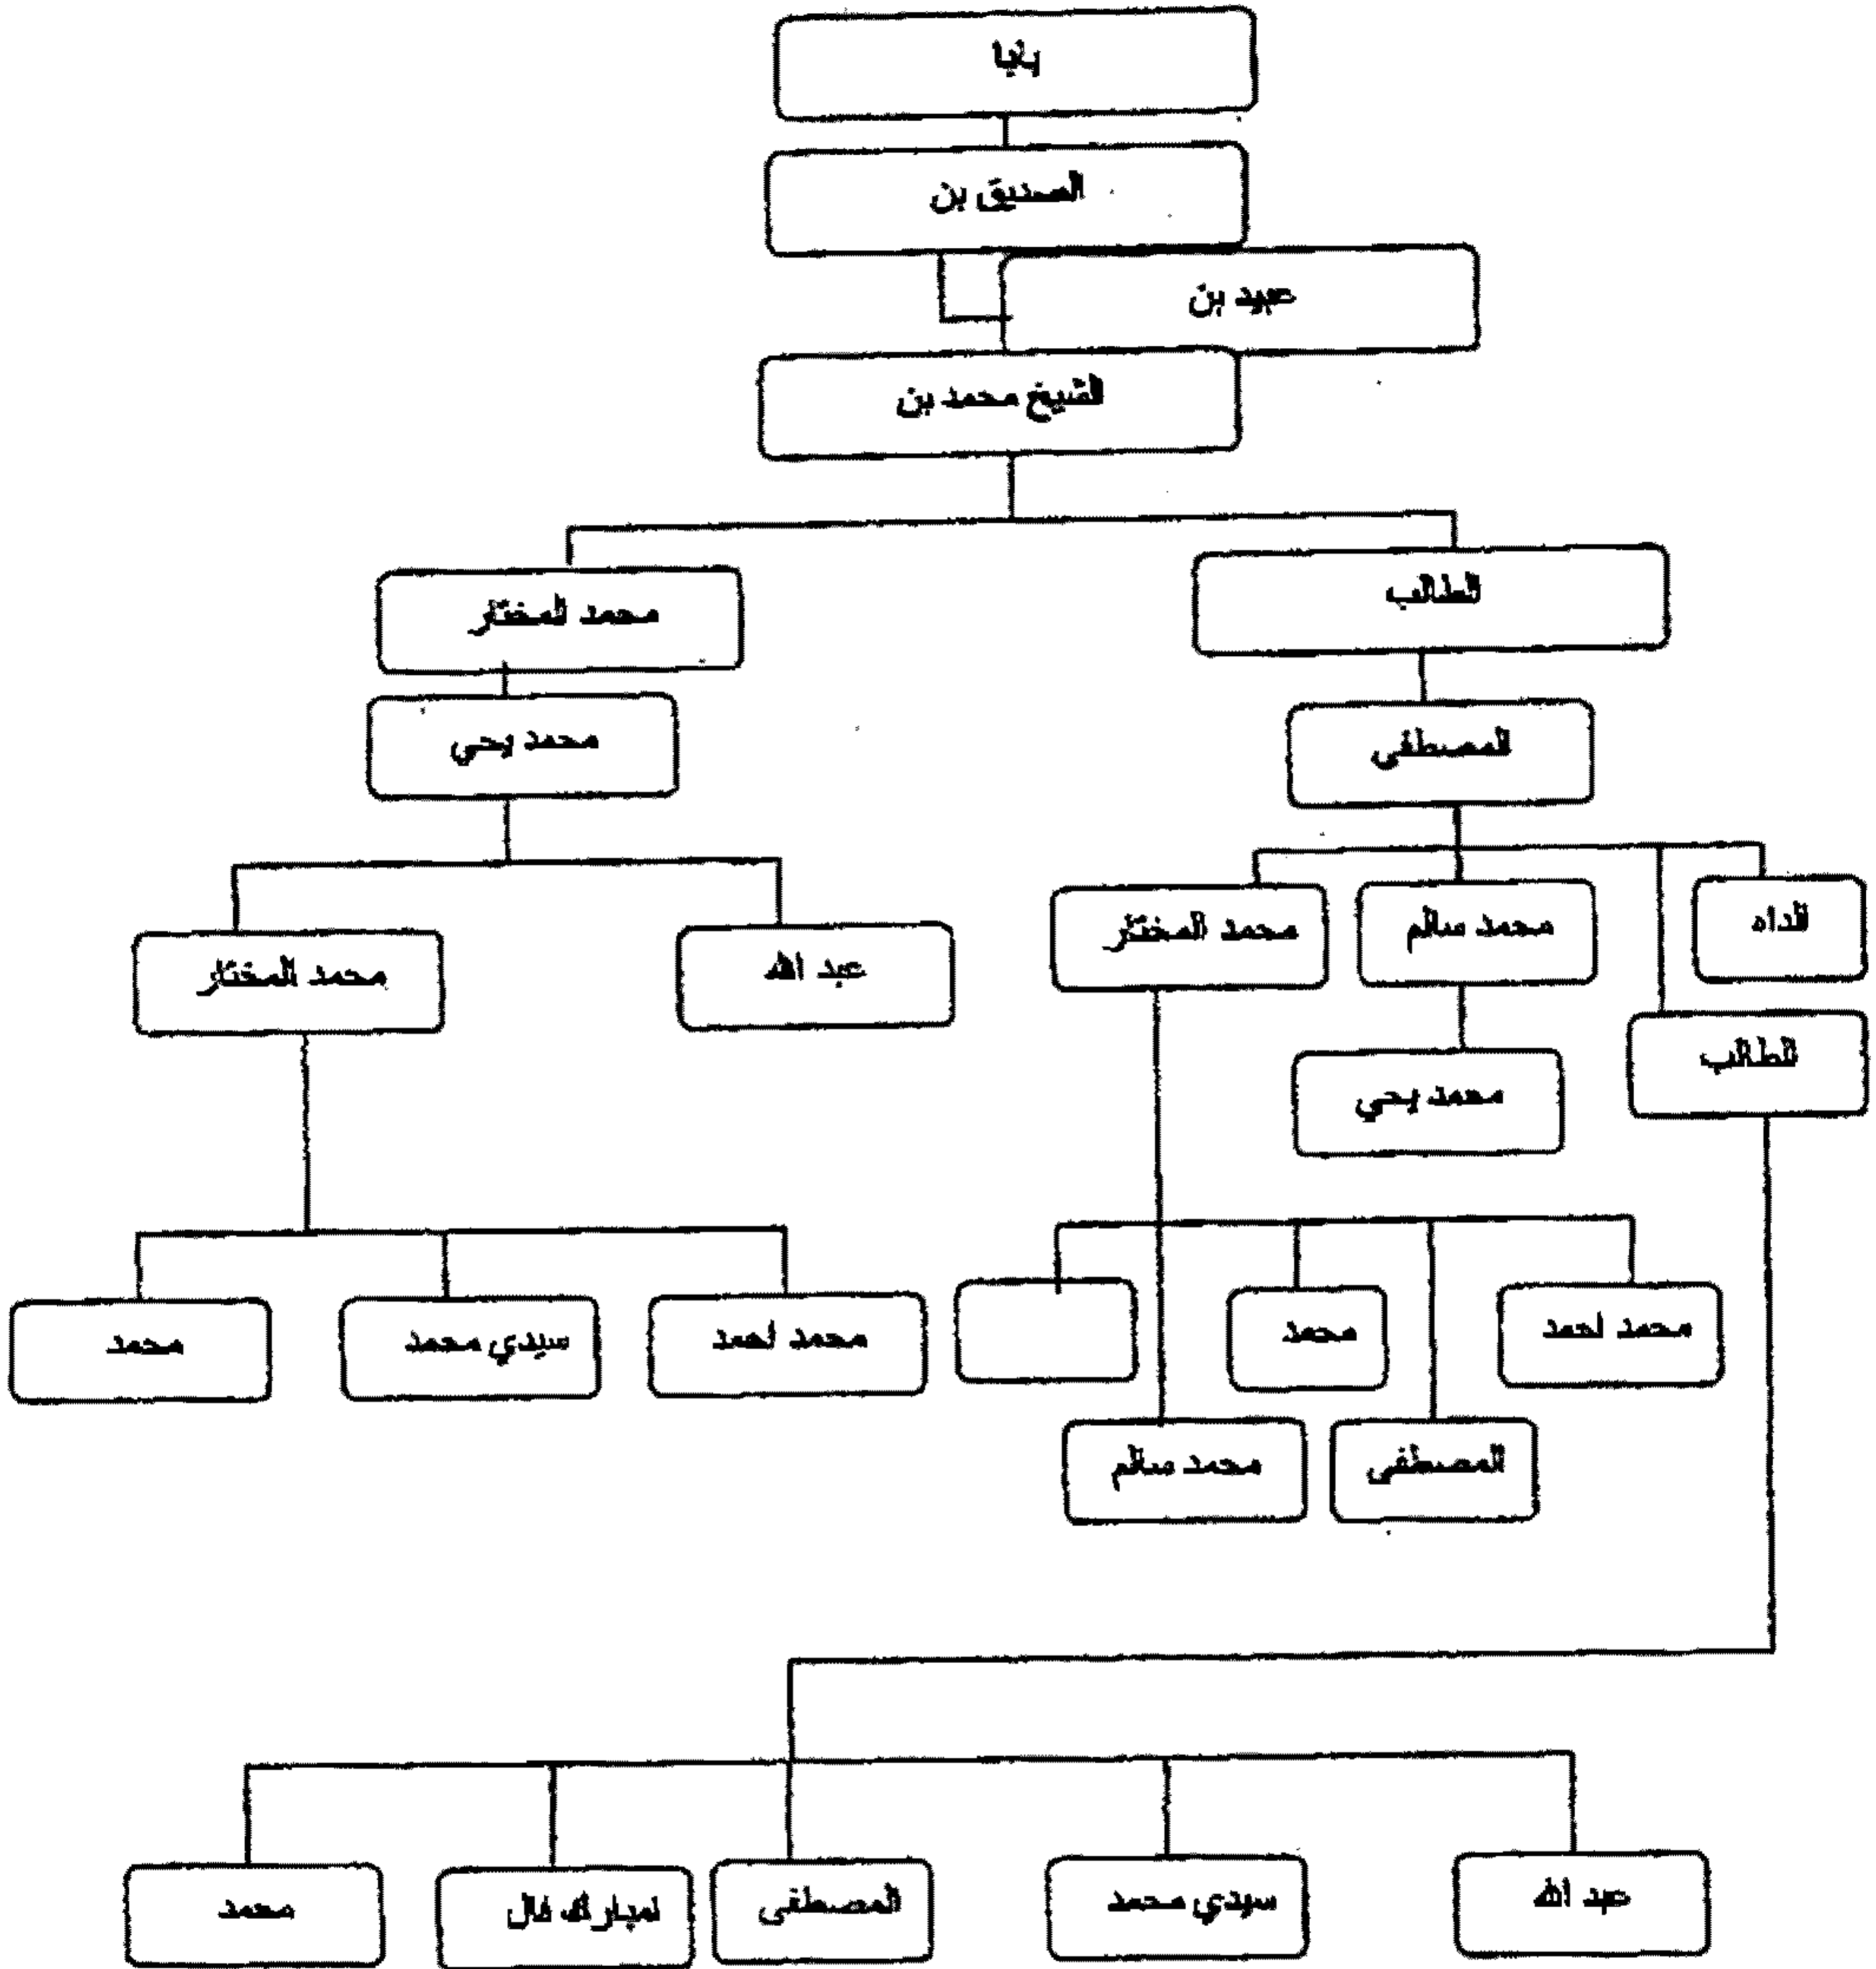 بابا
الصديق بن
عبيد بن
الشيخ محمد بن
الطالب
محمد المختار
المصطفى
محمد يحي
الداه
محمد سالم
محمد المختار
عبد الله
محمد المختار
الطالب
محمد يحي
محمد احمد
محمد
محمد احمد
سيدي محمد
محمد
المصطفى
محمد سالم
عبد الله
سيدي محمد
المصطفى
امبارك فال
محمد